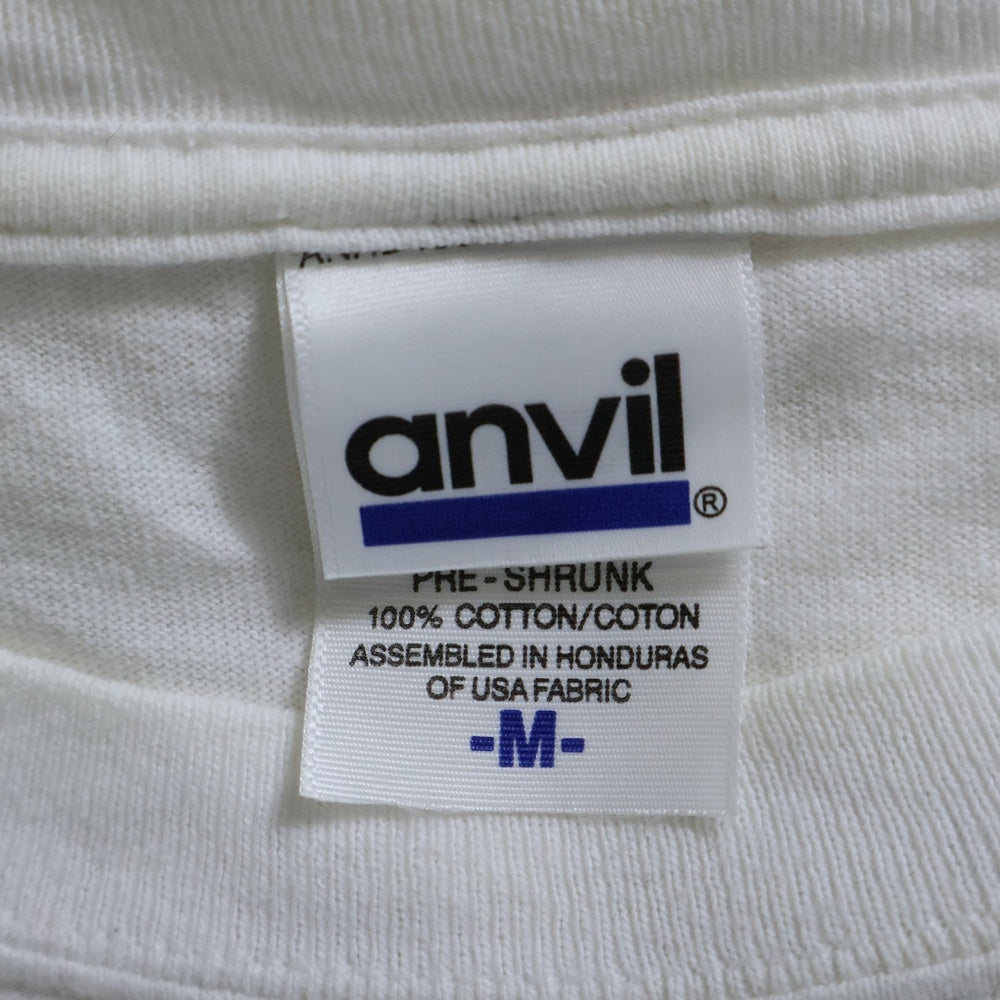 anvil®
PRE-SHRUNK
100% COTTON/COTON
ASSEMBLED IN HONDURAS
OF USA FABRIC
-M-